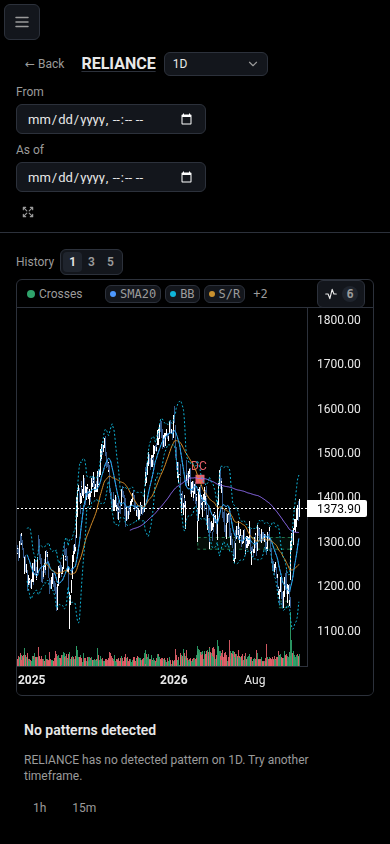 ← Back RELIANCE 1D
From
mm/dd/yyyy, --:-- --
As of
mm/dd/yyyy, --:-- --
History 1 3 5
Crosses SMA20 BB S/R +2 6
1800.00
1700.00
1600.00
1500.00
DC
1400.00
1373.90
1300.00
1200.00
1100.00
2025 2026 Aug
No patterns detected
RELIANCE has no detected pattern on 1D. Try another
timeframe.
1h 15m